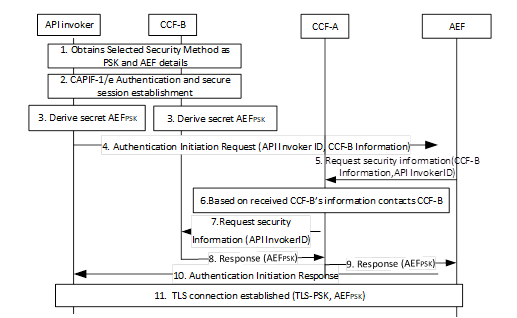 API invoker
CCF-B
CCF-A
AEF
1. Obtains Selected Security Method as
PSK and AEF details
2. CAPIF-1/e Authentication and secure
session establishment
3. Derive secret AEFPSK
3. Derive secret AEFPSK
4. Authentication Initiation Request (API Invoker ID, CCF-B Information)
5. Request security information(CCF-B
Information,API invokerID)
6.Based on received CCF-B's information contacts CCF-B
7.Request security
Information (API InvokerID)
8. Response (AEFPSK)
9. Response (AEFPSK)
10. Authentication Initiation Response
11. TLS connection established (TLS-PSK, AEFPSK)